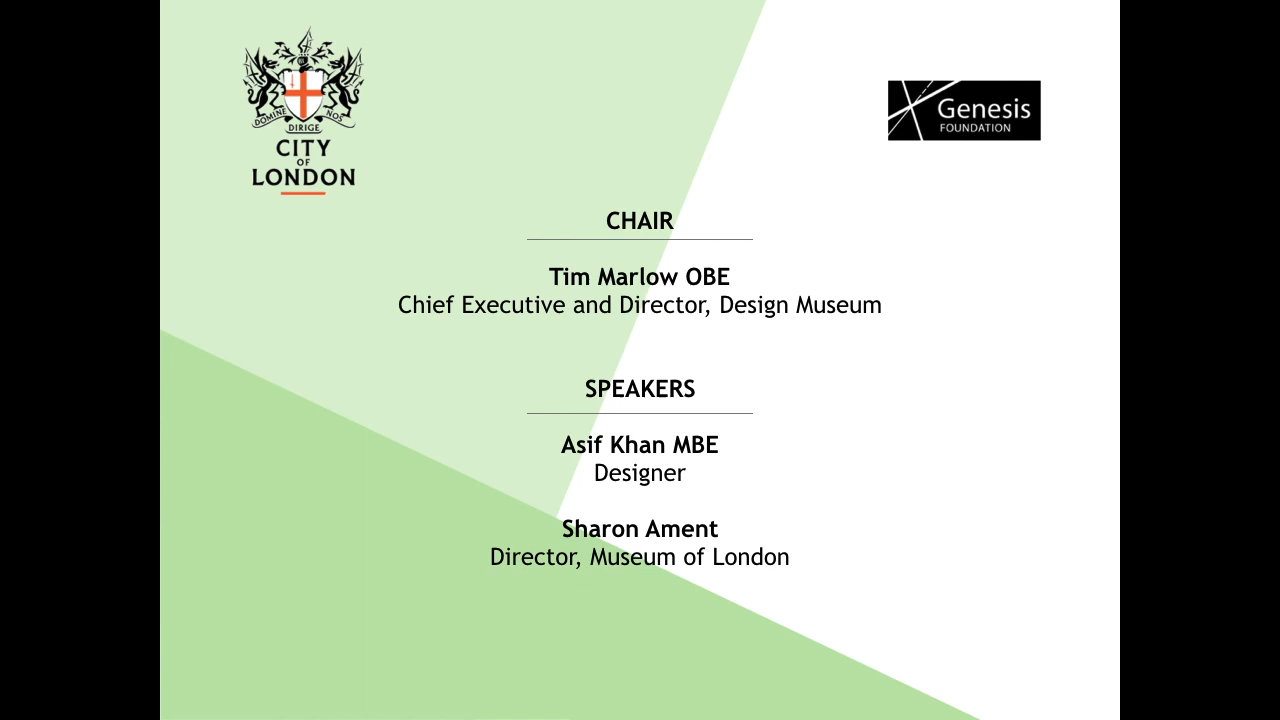 DOMINE DIRIGE NOS
CITY
OF
LONDON
Genesis
FOUNDATION
CHAIR
Tim Marlow OBE
Chief Executive and Director, Design Museum
SPEAKERS
Asif Khan MBE
Designer
Sharon Ament
Director, Museum of London